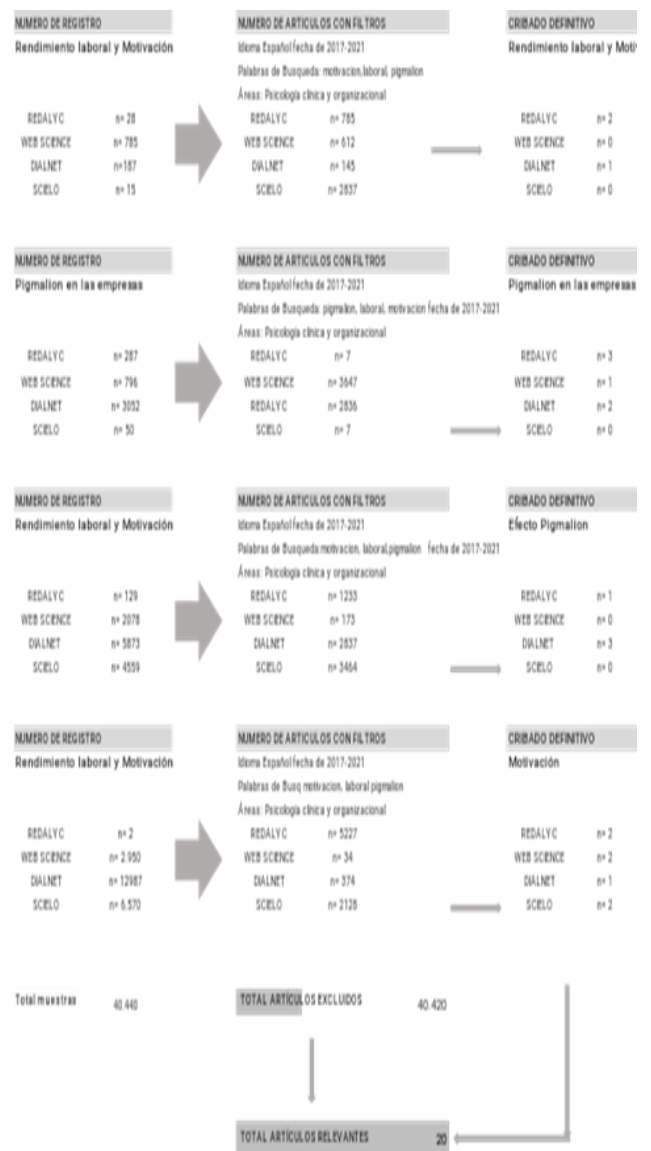 NUMERO DE REGISTRO
Rendimiento laboral y Motivación
REDALYC n= 28
WEB SCIENCE n= 785
DIALNET n=187
SCIELO n= 15
NUMERO DE ARTICULOS CON FILTROS
Idioma Español fecha de 2017-2021
Palabras de Busqueda: motivacion,laboral, pigmalion
Áreas: Psicología clínica y organizacional
REDALYC n= 785
WEB SCIENCE n= 612
DIALNET n= 145
SCIELO n= 2837
CRIBADO DEFINITIVO
Rendimiento laboral y Moti
REDALYC n= 2
WEB SCIENCE n= 0
DIALNET n= 1
SCIELO n= 0
NUMERO DE REGISTRO
Pigmalion en las empresas
REDALYC n= 287
WEB SCIENCE n= 796
DIALNET n= 3052
SCIELO n= 50
NUMERO DE ARTICULOS CON FILTROS
Idioma Español fecha de 2017-2021
Palabras de Busqueda: pigmalion, laboral, motivacion fecha de 2017-2021
Áreas: Psicología clínica y organizacional
REDALYC n= 7
WEB SCIENCE n= 3647
REDALYC n= 2836
SCIELO n= 7
CRIBADO DEFINITIVO
Pigmalion en las empresas
REDALYC n= 3
WEB SCIENCE n= 1
DIALNET n= 2
SCIELO n= 0
NUMERO DE REGISTRO
Rendimiento laboral y Motivación
REDALYC n= 129
WEB SCIENCE n= 2078
DIALNET n= 5873
SCIELO n= 4559
NUMERO DE ARTICULOS CON FILTROS
Idioma Español fecha de 2017-2021
Palabras de Busqueda:motivacion, laboral,pigmalion fecha de 2017-2021
Áreas: Psicología clínica y organizacional
REDALYC n= 1233
WEB SCIENCE n= 173
DIALNET n= 2837
SCIELO n= 3464
CRIBADO DEFINITIVO
Efecto Pigmalion
REDALYC n= 1
WEB SCIENCE n= 0
DIALNET n= 3
SCIELO n= 0
NUMERO DE REGISTRO
Rendimiento laboral y Motivación
REDALYC n= 2
WEB SCIENCE n= 2.950
DIALNET n= 12987
SCIELO n= 6.570
NUMERO DE ARTICULOS CON FILTROS
Idioma Español fecha de 2017-2021
Palabras de Busq motivacion, laboral pigmalion
Áreas: Psicología clínica y organizacional
REDALYC n= 5227
WEB SCIENCE n= 34
DIALNET n= 374
SCIELO n= 2128
CRIBADO DEFINITIVO
Motivación
REDALYC n= 2
WEB SCIENCE n= 2
DIALNET n= 1
SCIELO n= 2
Total muestras 40.440
TOTAL ARTÍCULOS EXCLUIDOS 40.420
TOTAL ARTÍCULOS RELEVANTES 20